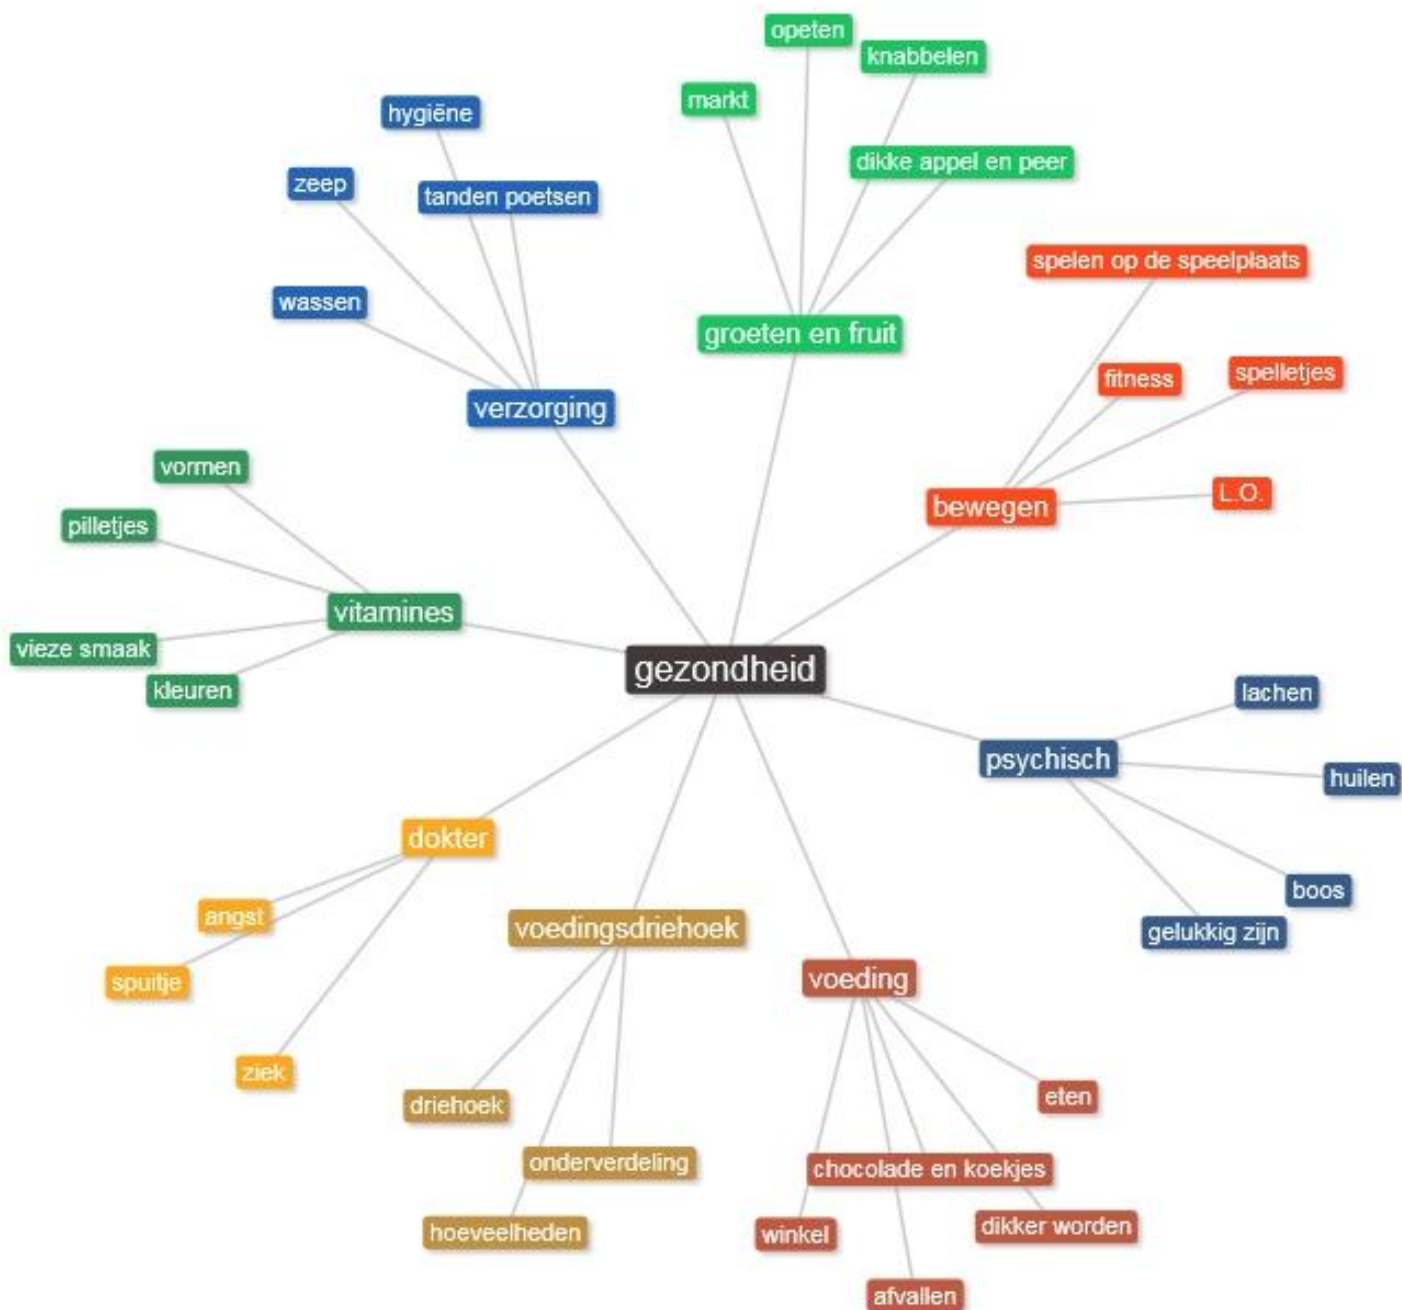 opeten
knabbelen
markt
hygiëne
dikke appel en peer
zeep
tanden poetsen
spelen op de speelplaats
wassen
groeten en fruit
fitness
spelletjes
verzorging
vormen
L.O.
bewegen
pilletjes
vitamines
vieze smaak
gezondheid
kleuren
lachen
psychisch
huilen
dokter
boos
angst
voedingsdriehoek
gelukkig zijn
spuitje
voeding
ziek
eten
driehoek
onderverdeling
chocolade en koekjes
hoeveelheden
winkel
dikker worden
afvallen